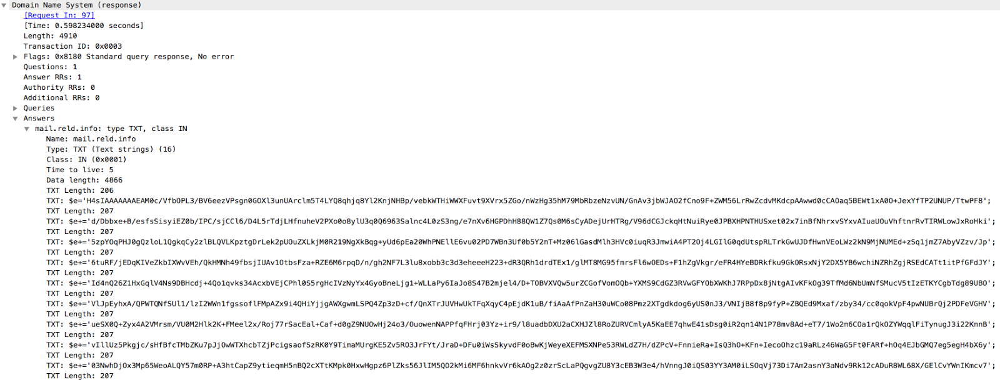 Domain Name System (response)
[Request In: 97]
[Time: 0.598234000 seconds]
Length: 4910
Transaction ID: 0x0003
Flags: 0x8180 Standard query response, No error
Questions: 1
Answer RRs: 1
Authority RRs: 0
Additional RRs: 0
Queries
Answers
mail.reld.info: type TXT, class IN
Name: mail.reld.info
Type: TXT (Text strings) (16)
Class: IN (0x0001)
Time to live: 5
Data length: 4866
TXT Length: 206
TXT: $e='H4sIAAAAAAAEAM0c/VfbOPL3/BV6eezVPsgn0GOXl3unUArclm5T4LYQ8qhjq8Yl2KnjNHBp/vebkWTHiWWXFuvt9XVrx5ZGo/nWzHg35hM79MbRbzeNzvUN/GnAv3jbWJAO2fCno9F+ZWM56LrRwZcdvMKdcpAAwwd0cCAOaq5BEWt1xA0O+JexYfTP2UNUP/TtwPF8';
TXT Length: 207
TXT: $e+='d/Dbbxe+B/esfsSisyiEZ0b/IPC/sjCCl6/D4L5rTdjLHfnuheV2PXo0o8ylU3q0Q6963Salnc4L0zS3ng/e7nXv6HGPDhH88QW1Z7Qs0M6sCyADejUrHTRg/V96dCGJckqHtNuiRye0JPBXHPNTHUSxet02x7inBfNhrxvSYxvAIuaUOuVhftnrRvTIRWLowJxRoHki';
TXT Length: 207
TXT: $e+='5zpYOqPHJ0gQzloL1QgkqCy2zlBLQVLKpztgDrLek2pUOuZXLkjM0R219NgXkBqg+yUd6pEa20WhPNEllE6vu02PD7WBn3Uf0b5Y2mT+Mz06lGasdMlh3HVc0iuqR3JmwiA4PT2Oj4LGIlG0qdUtspRLTrkGwUJDfHwnVEoLWz2kN9MjNUMEd+zSq1jmZ7AbyVZzv/Jp';
TXT Length: 207
TXT: $e+='6tuRF/jEDqKIVeZkbIXWvVEh/QkHMNh49fbsjIUAv1OtbsFza+RZE6M6rpqD/n/gh2NF7L3lu8xobb3c3d3eheeeH223+dR3QRh1drdTEx1/glMT8MG95fmrsFl6wOEDs+F1hZgVkgr/eFR4HYeBDRkfku9GkORsxNjY2DX5YB6wchiNZRhZgjRSEdCATt1itPfGFdJY';
TXT Length: 207
TXT: $e+='Id4nQ26Z1HxGqlV4Ns9DBHcdj+4Qo1qvks34AcxbVEjCPhl0S5rgHcIVzNyYx4GyoBneLjg1+WLLaPy6IaJo8S47B2mjel4/D+TOBVXVQw5urZCGofVomOQb+YXMS9CdGZ3RVwGFYObXWKhJ7RPpDx8jNtgAIvKFkOg39TfMd6NbUmNfSMucV5tIzETKYCgbTdg89UBO';
TXT Length: 207
TXT: $e+='VlJpEyhxA/QPWTQNfSUl1/lzI2WWn1fgssoflFMpAZx9i4QHiYjjgAWXgwmLSPQ4Zp3zD+cf/QnXTrJUVHwUkTFqXqyC4pEjdK1uB/fiAaAfPnZaH30uWCo08Pmz2XTgdkdog6yUS0nJ3/VNIjB8f8p9fyP+ZBQEd9Mxaf/zby34/cc0qokVpF4pwNUBrQj2PDFeVGHV';
TXT Length: 207
TXT: $e+='ueSX0Q+Zyx4A2VMrsm/VU0M2Hlk2K+FMeel2x/Roj77rSacEal+Caf+d0gZ9NUOwHj24o3/OuowenNAPPfqFHrj03Yz+ir9/l8uadbDXU2aCXHJZl8RoZURVCmlyA5KaEE7qhwE41sDsg0iR2qn14N1P78mv8Ad+eT7/1Wo2m6COa1rQkOZYWqqlFiTynugJ3i22KmnB';
TXT Length: 207
TXT: $e+='vIllUz5Pkgjc/sHfBfcTMbZKu7pJjOwWTXhcbTZjPcigsaofSzRK0Y9TimaMUrgKE5Zv5RO3JrFYt/JraD+DFu0iWsSkyvdF0oBwKjWeyeXEFMSXNPe53RWLdZ7H/dZPcV+FnnieRa+IsQ3hO+KFn+IecoOhzc19aRLz46WaG5Ft0FARf+hOq4EJbGMQ7eg5egH4bX6y';
TXT Length: 207
TXT: $e+='03NwhDjOx3Mp65WeoALQY57m0RP+A3htCapZ9ytieqmH5nBQ2cXTtKMpk0HxwHgpz6PlZks56JlIM5QO2kMi6MF6hnkvVr6kAOg2z0zrScLaPQgvgZU8Y3cEB3W3e4/hVnngJ0iQS03YY3AM0iLSOqVj73Di7Am2asnY3aNdv9Rk12cADuR8WL68X/GElCvYWnIKmcv7';
TXT Length: 207